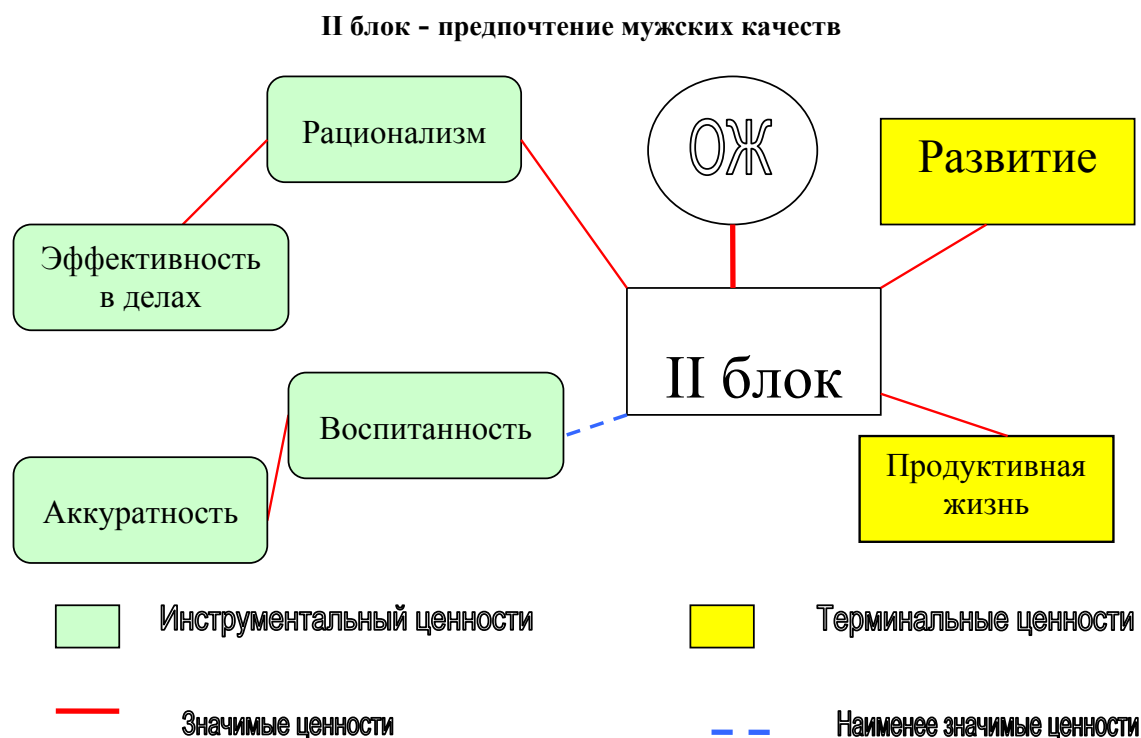 II блок - предпочтение мужских качеств
Рационализм
ОЖ
Развитие
Эффективность
в делах
II блок
Воспитанность
Продуктивная
жизнь
Аккуратность
Инструментальный ценности
Терминальные ценности
Значимые ценности
Наименее значимые ценности